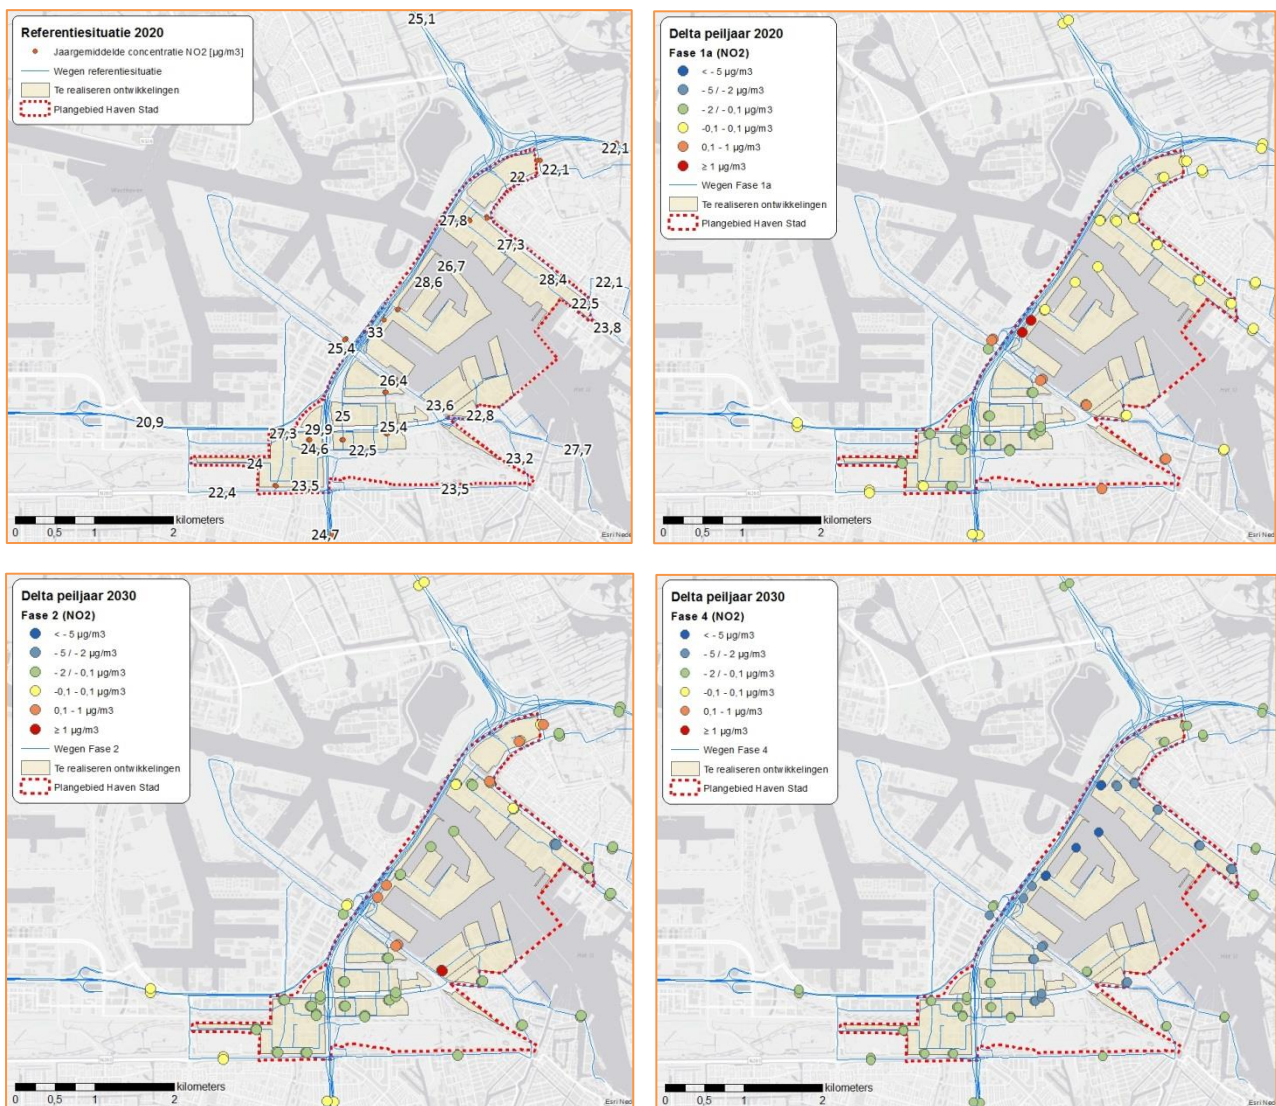 Referentiesituatie 2020
Jaargemiddelde concentratie NO2 [µg/m3]
Wegen referentiesituatie
Te realiseren ontwikkelingen
Plangebied Haven Stad
25,1
22,1
22,1
22
27,8
27,3
26,7
28,6
28,4
22,1
22,5
23,8
33
25,4
26,4
23,6
22,8
20,9
25
29,9
27,3
25,4
24,6
22,5
27,7
23,2
24
22,4
23,5
23,5
24,7
kilometers
0 0,5 1 2
Delta peiljaar 2020
Fase 1a (NO2)
< - 5 µg/m3
- 5 / - 2 µg/m3
- 2 / - 0,1 µg/m3
-0,1 - 0,1 µg/m3
0,1 - 1 µg/m3
≥ 1 µg/m3
Wegen Fase 1a
Te realiseren ontwikkelingen
Plangebied Haven Stad
kilometers
0 0,5 1 2
Delta peiljaar 2030
Fase 2 (NO2)
< - 5 µg/m3
- 5 / - 2 µg/m3
- 2 / - 0,1 µg/m3
-0,1 - 0,1 µg/m3
0,1 - 1 µg/m3
≥ 1 µg/m3
Wegen Fase 2
Te realiseren ontwikkelingen
Plangebied Haven Stad
kilometers
0 0,5 1 2
Delta peiljaar 2030
Fase 4 (NO2)
< - 5 µg/m3
- 5 / - 2 µg/m3
- 2 / - 0,1 µg/m3
-0,1 - 0,1 µg/m3
0,1 - 1 µg/m3
≥ 1 µg/m3
Wegen Fase 4
Te realiseren ontwikkelingen
Plangebied Haven Stad
kilometers
0 0,5 1 2